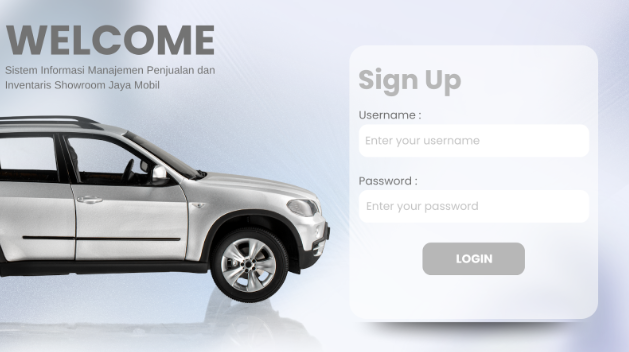 WELCOME
Sistem Informasi Manajemen Penjualan dan
Inventaris Showroom Jaya Mobil
Sign Up
Username :
Enter your username
Password :
Enter your password
LOGIN